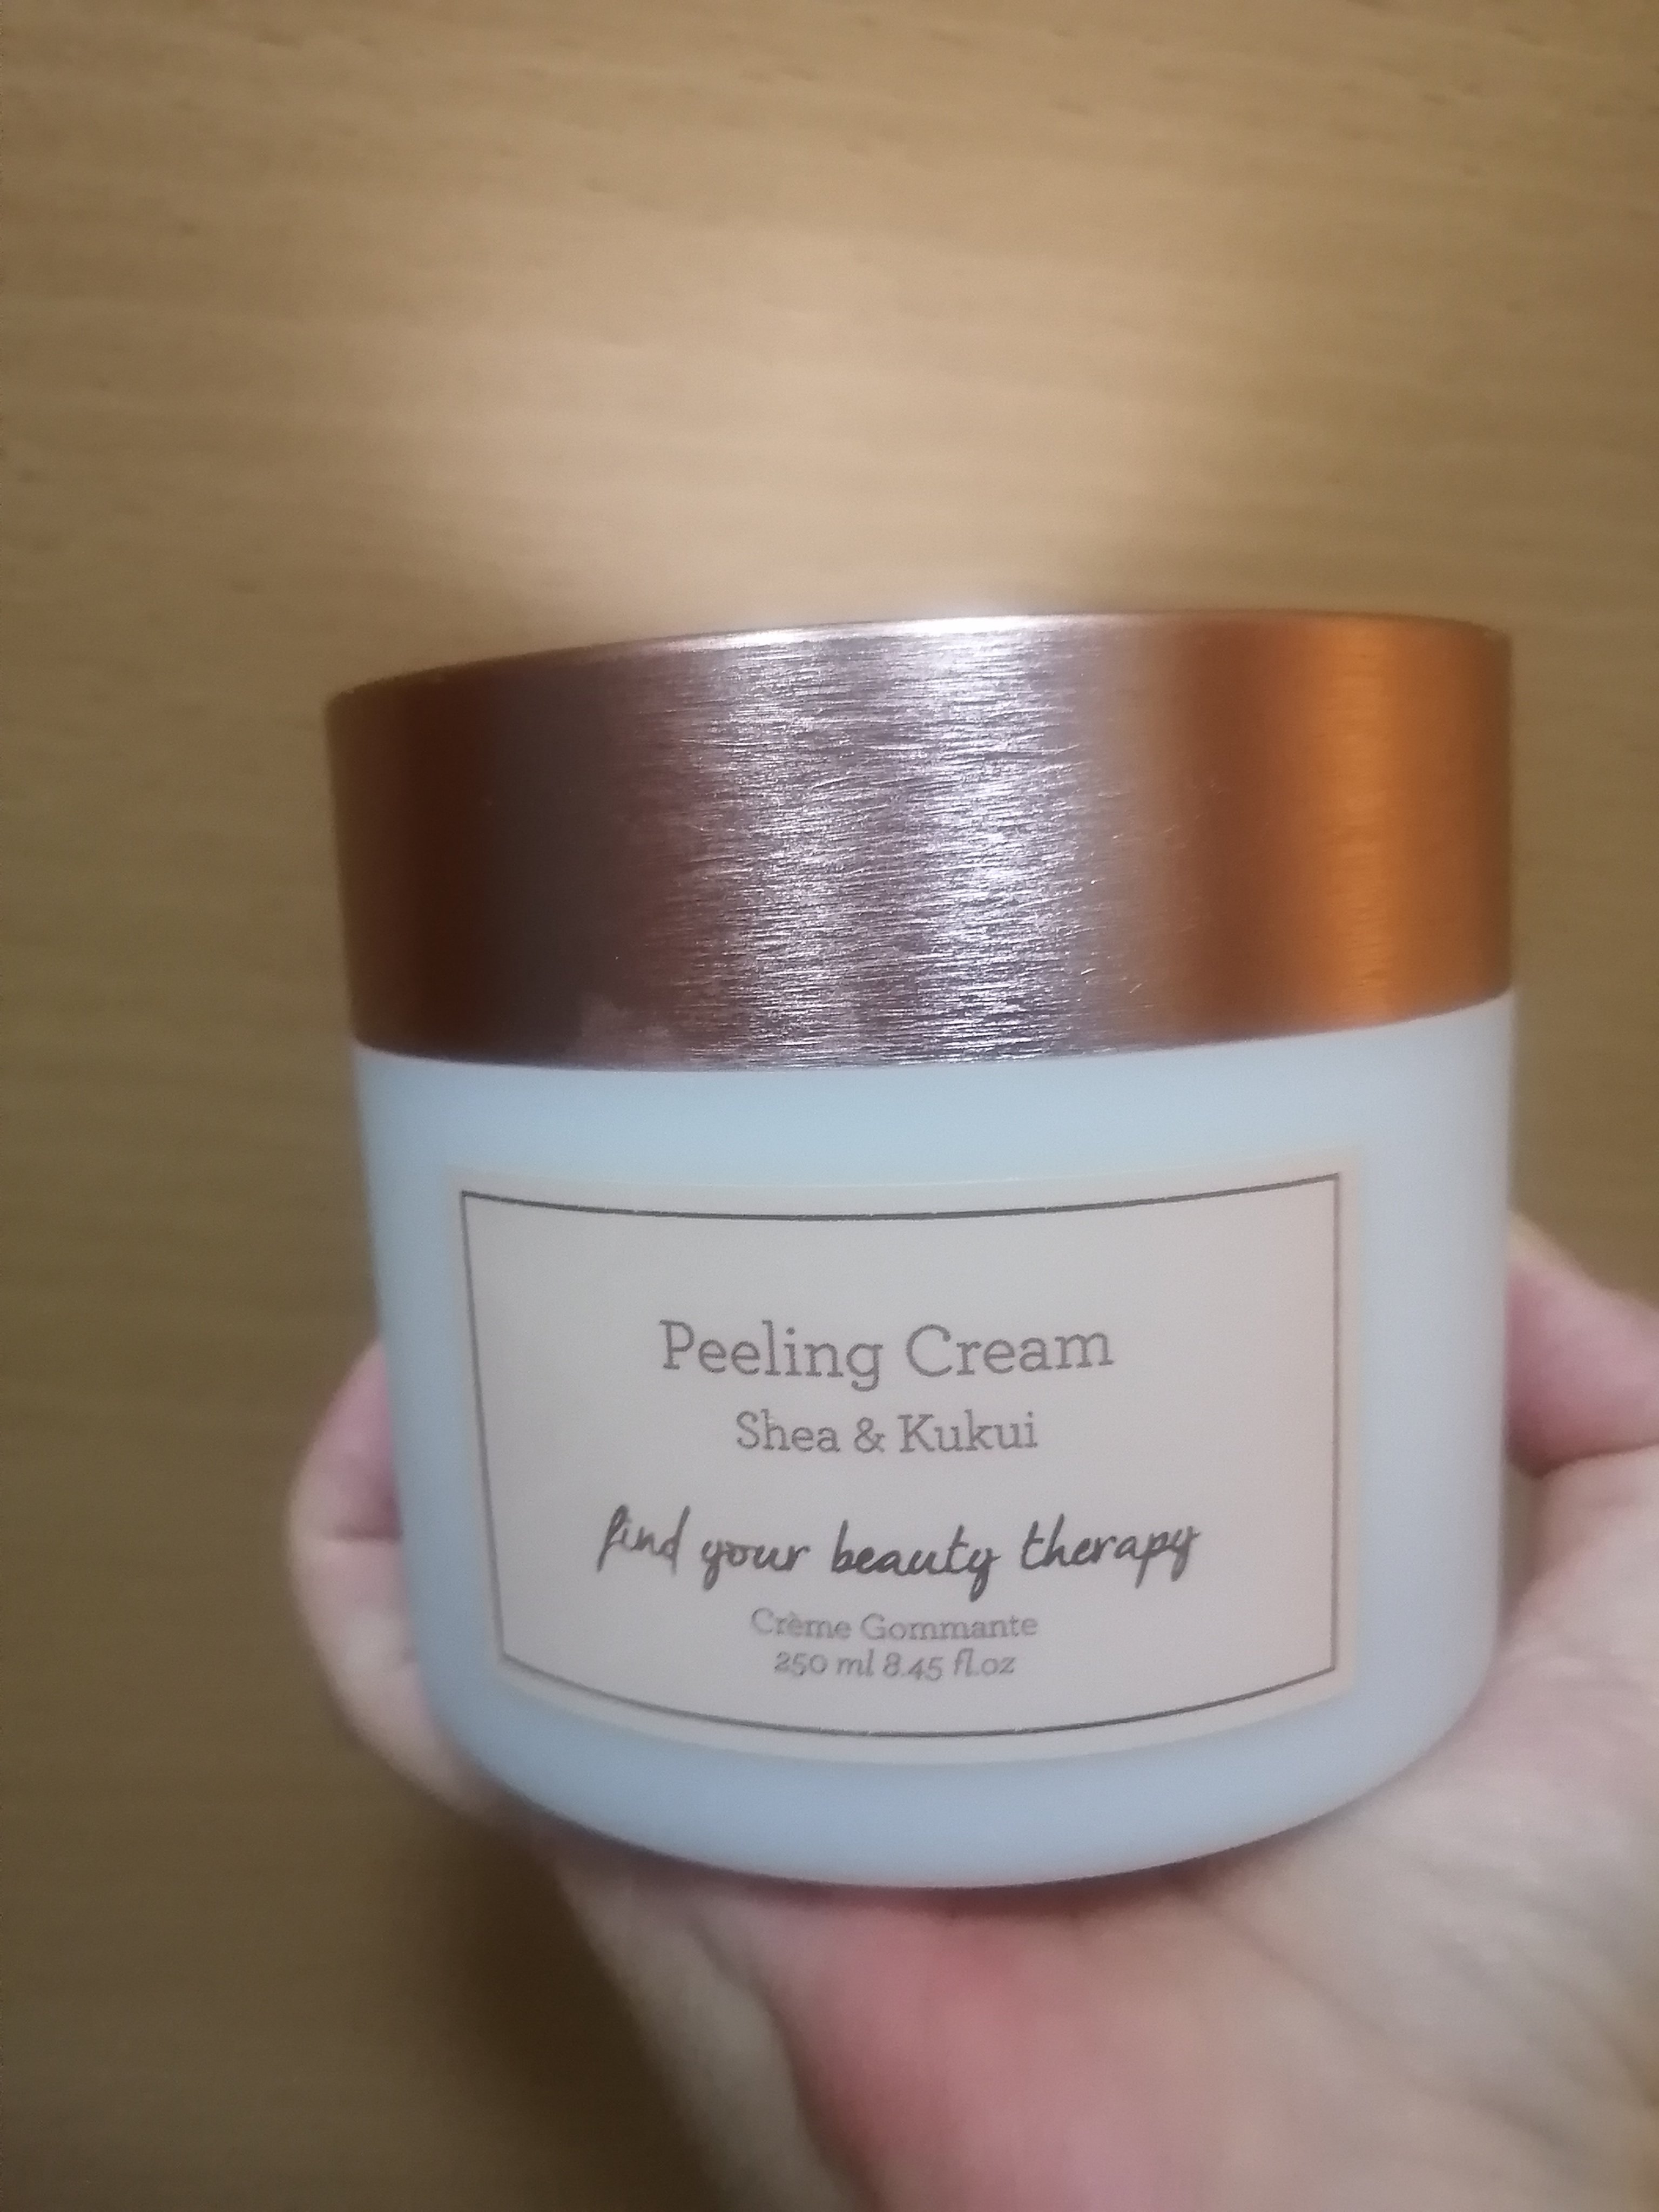 Peeling Cream
Shea & Kukui
find your beauty therapy
Crème Gommante
250 ml 8.45 fl.oz